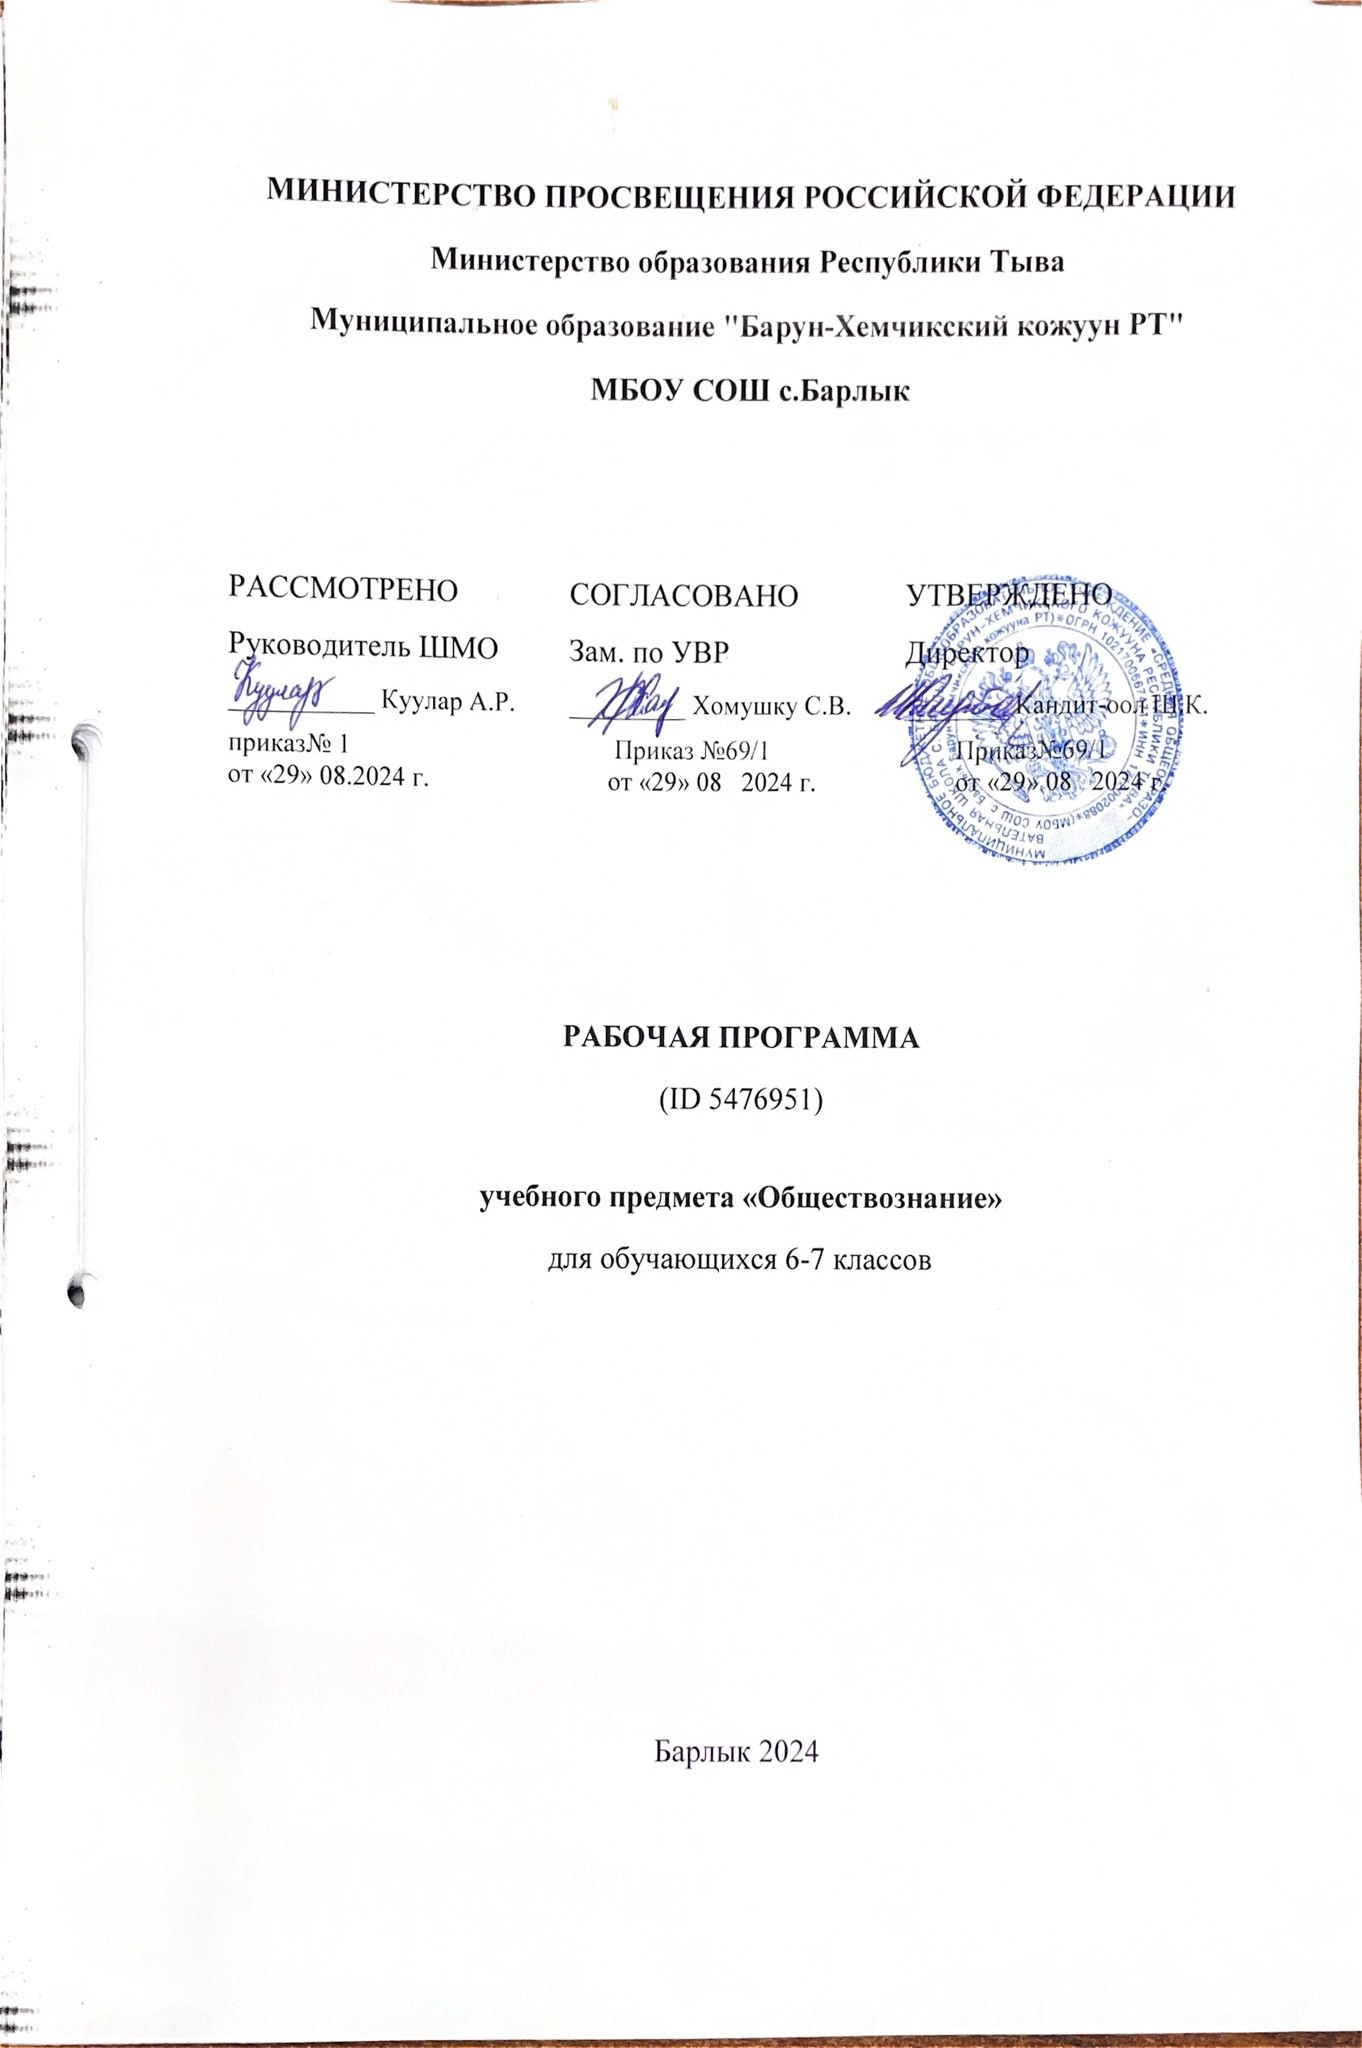 МИНИСТЕРСТВО ПРОСВЕЩЕНИЯ РОССИЙСКОЙ ФЕДЕРАЦИИ
Министерство образования Республики Тыва
Муниципальное образование "Барун-Хемчикский кожуун РТ"
МБОУ СОШ с.Барлык
РАССМОТРЕНО
Руководитель ШМО
Куулар Куулар А.Р.
приказ№ 1
от «29» 08.2024 г.
СОГЛАСОВАНО
Зам. по УВР
Хомушку С.В.
Приказ №69/1
от «29» 08 2024 г.
УТВЕРЖДЕНО
Директор
Кандит-оол Ш.К.
Приказ№69/1
от «29» 08 2024 г.
РАБОЧАЯ ПРОГРАММА
(ID 5476951)
учебного предмета «Обществознание»
для обучающихся 6-7 классов
Барлык 2024